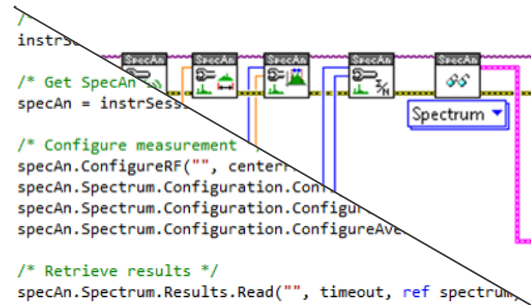 /*
instrSe
SpecAn SpecAn SpecAn SpecAn SpecAn
/* Get SpecAn
specAn = instrSess
Spectrum
/* Configure measurement
specAn.ConfigureRF("", center
specAn.Spectrum.Configuration.Con
specAn.Spectrum.Configuration.Configur
specAn.Spectrum.Configuration.ConfigureAve
/* Retrieve results */
specAn.Spectrum.Results.Read("", timeout, ref spectrum